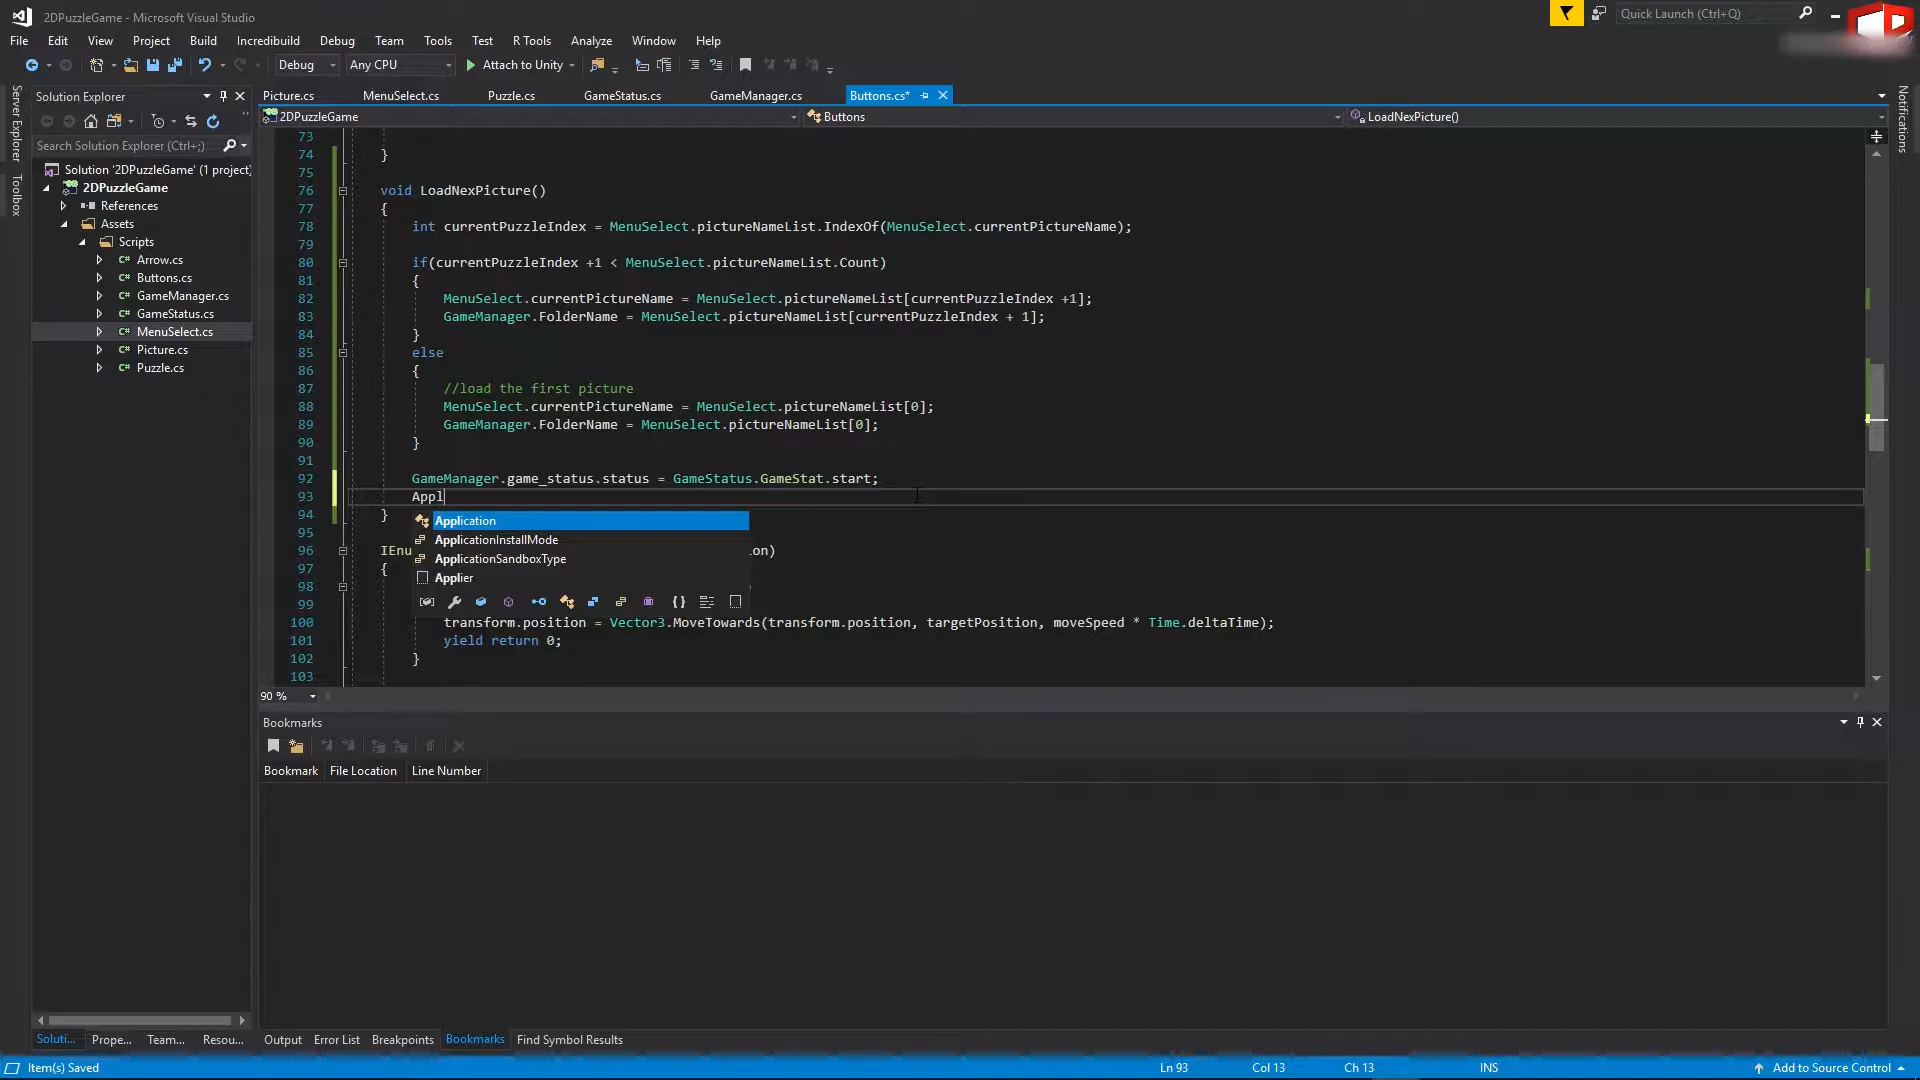 2DPuzzleGame - Microsoft Visual Studio
Quick Launch (Ctrl+Q)
File Edit View Project Build Incredibuild Debug Team Tools Test R Tools Analyze Window Help
Debug Any CPU Attach to Unity
Server Explorer
Toolbox
Solution Explorer
Search Solution Explorer (Ctrl+;)
Solution '2DPuzzleGame' (1 project)
2DPuzzleGame
References
Assets
Scripts
C# Arrow.cs
C# Buttons.cs
C# GameManager.cs
C# GameStatus.cs
C# MenuSelect.cs
C# Picture.cs
C# Puzzle.cs
Picture.cs MenuSelect.cs Puzzle.cs GameStatus.cs GameManager.cs Buttons.cs*
2DPuzzleGame Buttons LoadNexPicture()
73
74 }
75
76 void LoadNexPicture()
77 {
78 int currentPuzzleIndex = MenuSelect.pictureNameList.IndexOf(MenuSelect.currentPictureName);
79
80 if(currentPuzzleIndex +1 < MenuSelect.pictureNameList.Count)
81 {
82 MenuSelect.currentPictureName = MenuSelect.pictureNameList[currentPuzzleIndex +1];
83 GameManager.FolderName = MenuSelect.pictureNameList[currentPuzzleIndex + 1];
84 }
85 else
86 {
87 //load the first picture
88 MenuSelect.currentPictureName = MenuSelect.pictureNameList[0];
89 GameManager.FolderName = MenuSelect.pictureNameList[0];
90 }
91
92 GameManager.game_status.status = GameStatus.GameStat.start;
93 Appl
94 }
95
96 IEnu on)
97 {
98
99
100 transform.position = Vector3.MoveTowards(transform.position, targetPosition, moveSpeed * Time.deltaTime);
101 yield return 0;
102 }
103
Application
ApplicationInstallMode
ApplicationSandboxType
Applier
90 %
Notifications
Bookmarks
Bookmark File Location Line Number
Soluti... Prope... Team... Resou...
Output Error List Breakpoints Bookmarks Find Symbol Results
Item(s) Saved Ln 93 Col 13 Ch 13 INS Add to Source Control